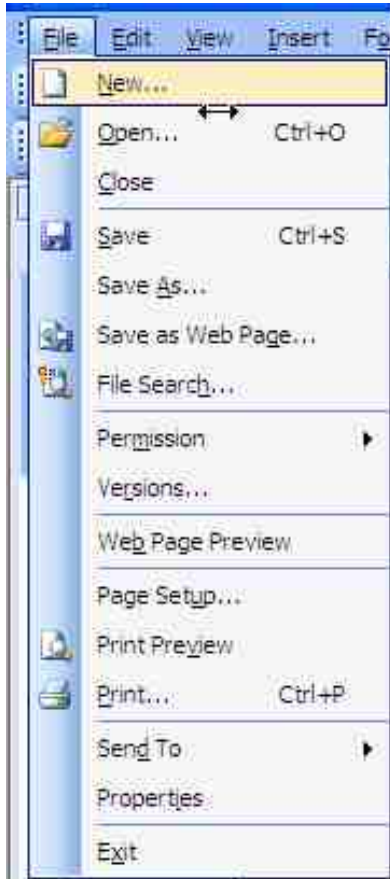 File Edit View Insert Fo
New...
Open... Ctrl+O
Close
Save Ctrl+S
Save As...
Save as Web Page...
File Search...
Permission
Versions...
Web Page Preview
Page Setup...
Print Preview
Print... Ctrl+P
Send To
Properties
Exit